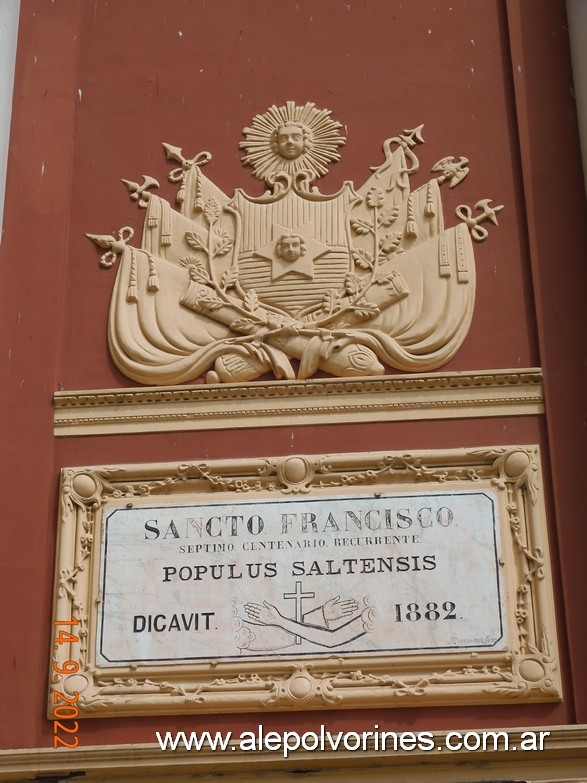 SANCTO FRANCISCO.
SEPTIMO. CENTENARIO. RECURRENTE.
POPULUS SALTENSIS
DICAVIT. 1882.
14.9.2022
www.alepolvorines.com.ar